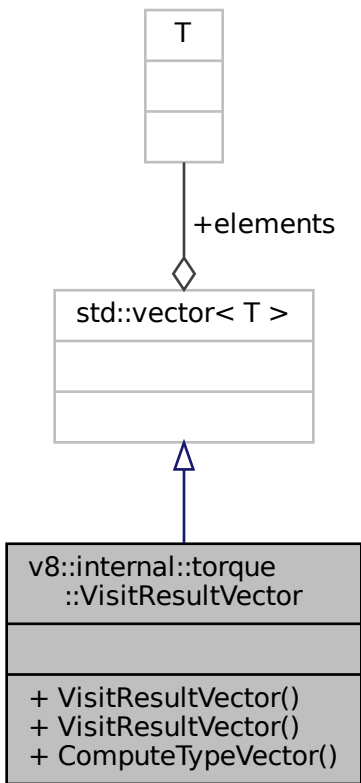 T
+elements
std::vector< T >
v8::internal::torque
::VisitResultVector
+ VisitResultVector()
+ VisitResultVector()
+ ComputeTypeVector()